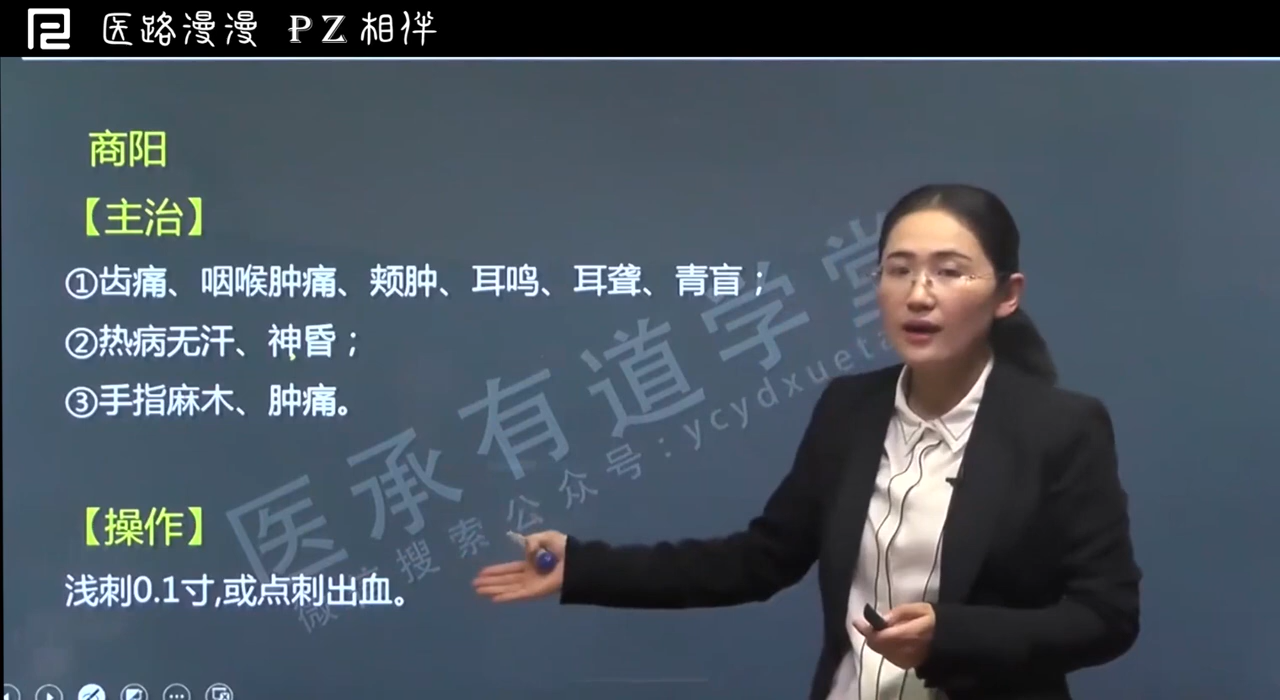 医路漫漫 PZ相伴
商阳
【主治】
①齿痛、咽喉肿痛、颊肿、耳鸣、耳聋、青盲；
②热病无汗、神昏；
③手指麻木、肿痛。
【操作】
浅刺0.1寸,或点刺出血。
医承有道学堂
搜索公众号:ycydxueta